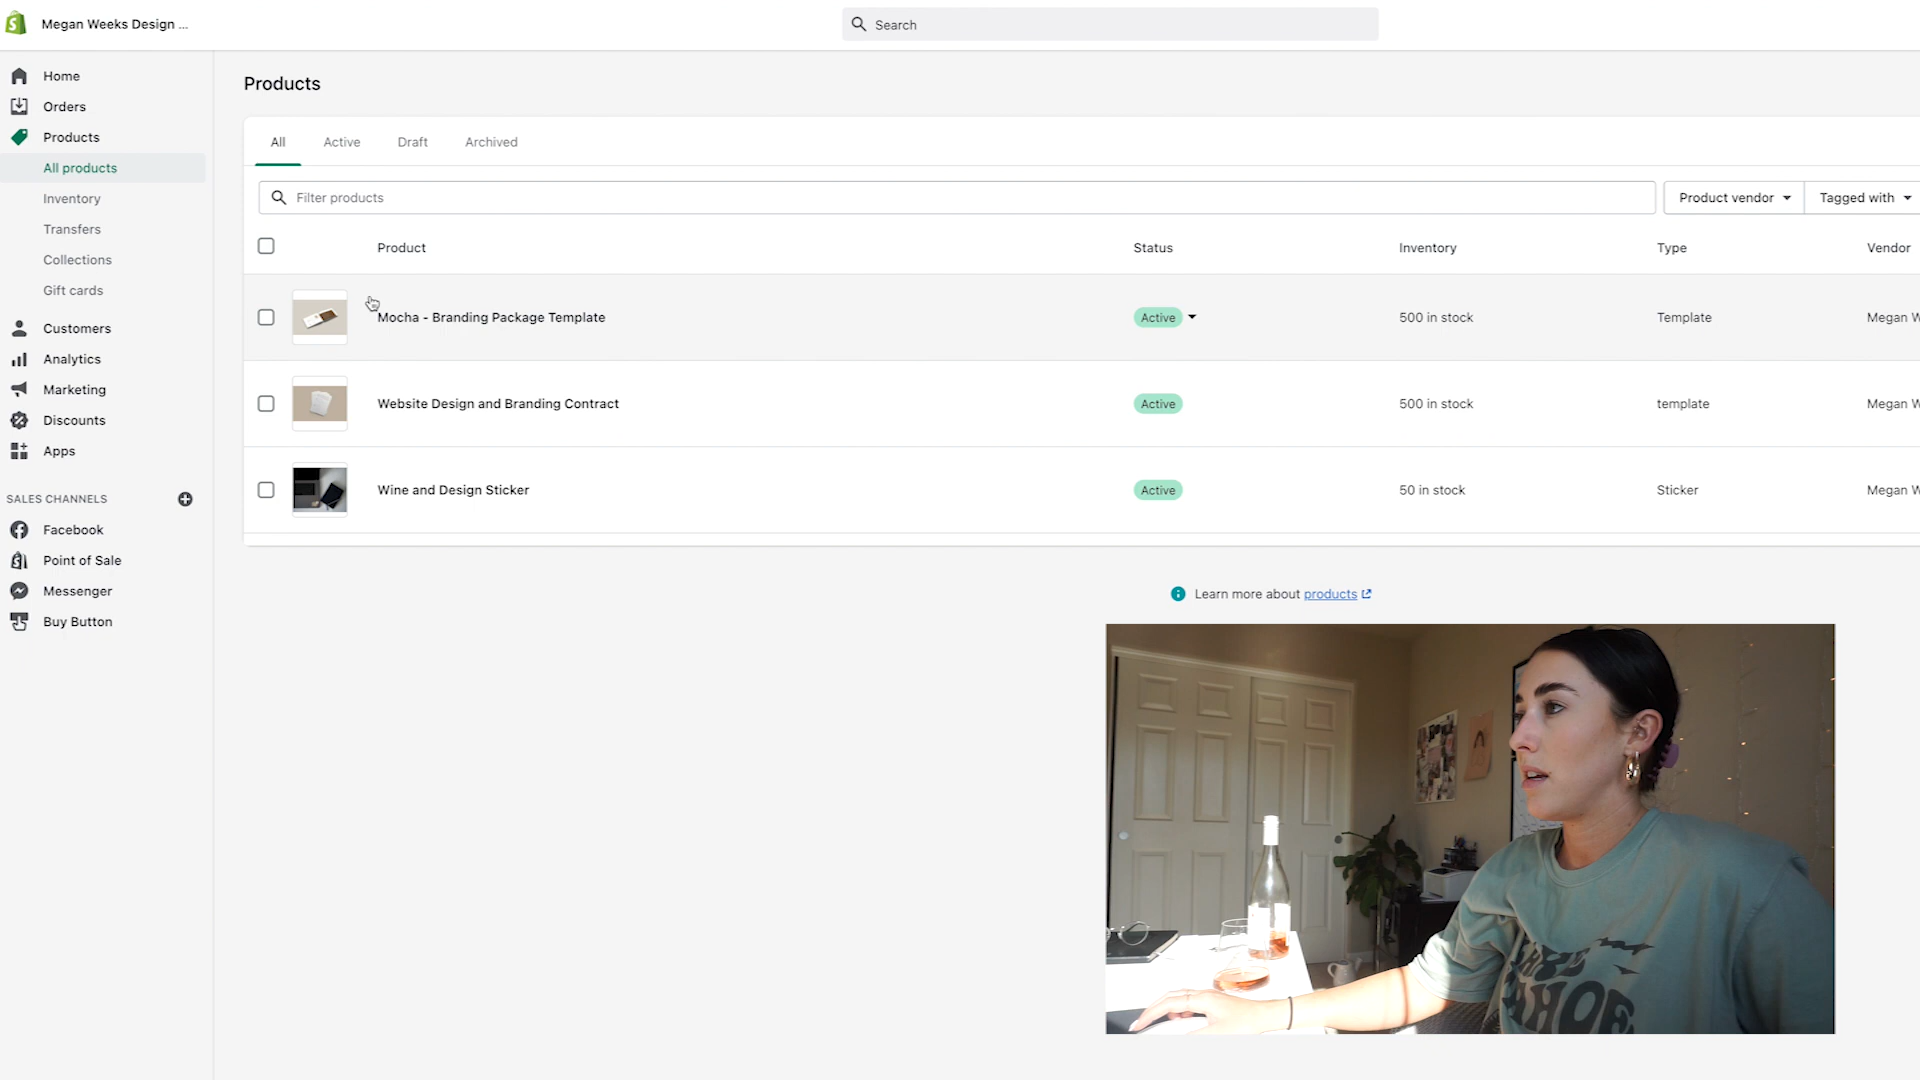 Megan Weeks Design ...
Search
Home
Orders
Products
All products
Inventory
Transfers
Collections
Gift cards
Customers
Analytics
Marketing
Discounts
Apps
SALES CHANNELS
Facebook
Point of Sale
Messenger
Buy Button
Products
All Active Draft Archived
Filter products
Product vendor Tagged with
Product Status Inventory Type Vendor
Mocha - Branding Package Template Active 500 in stock Template Megan W
Website Design and Branding Contract Active 500 in stock template Megan W
Wine and Design Sticker Active 50 in stock Sticker Megan W
Learn more about products